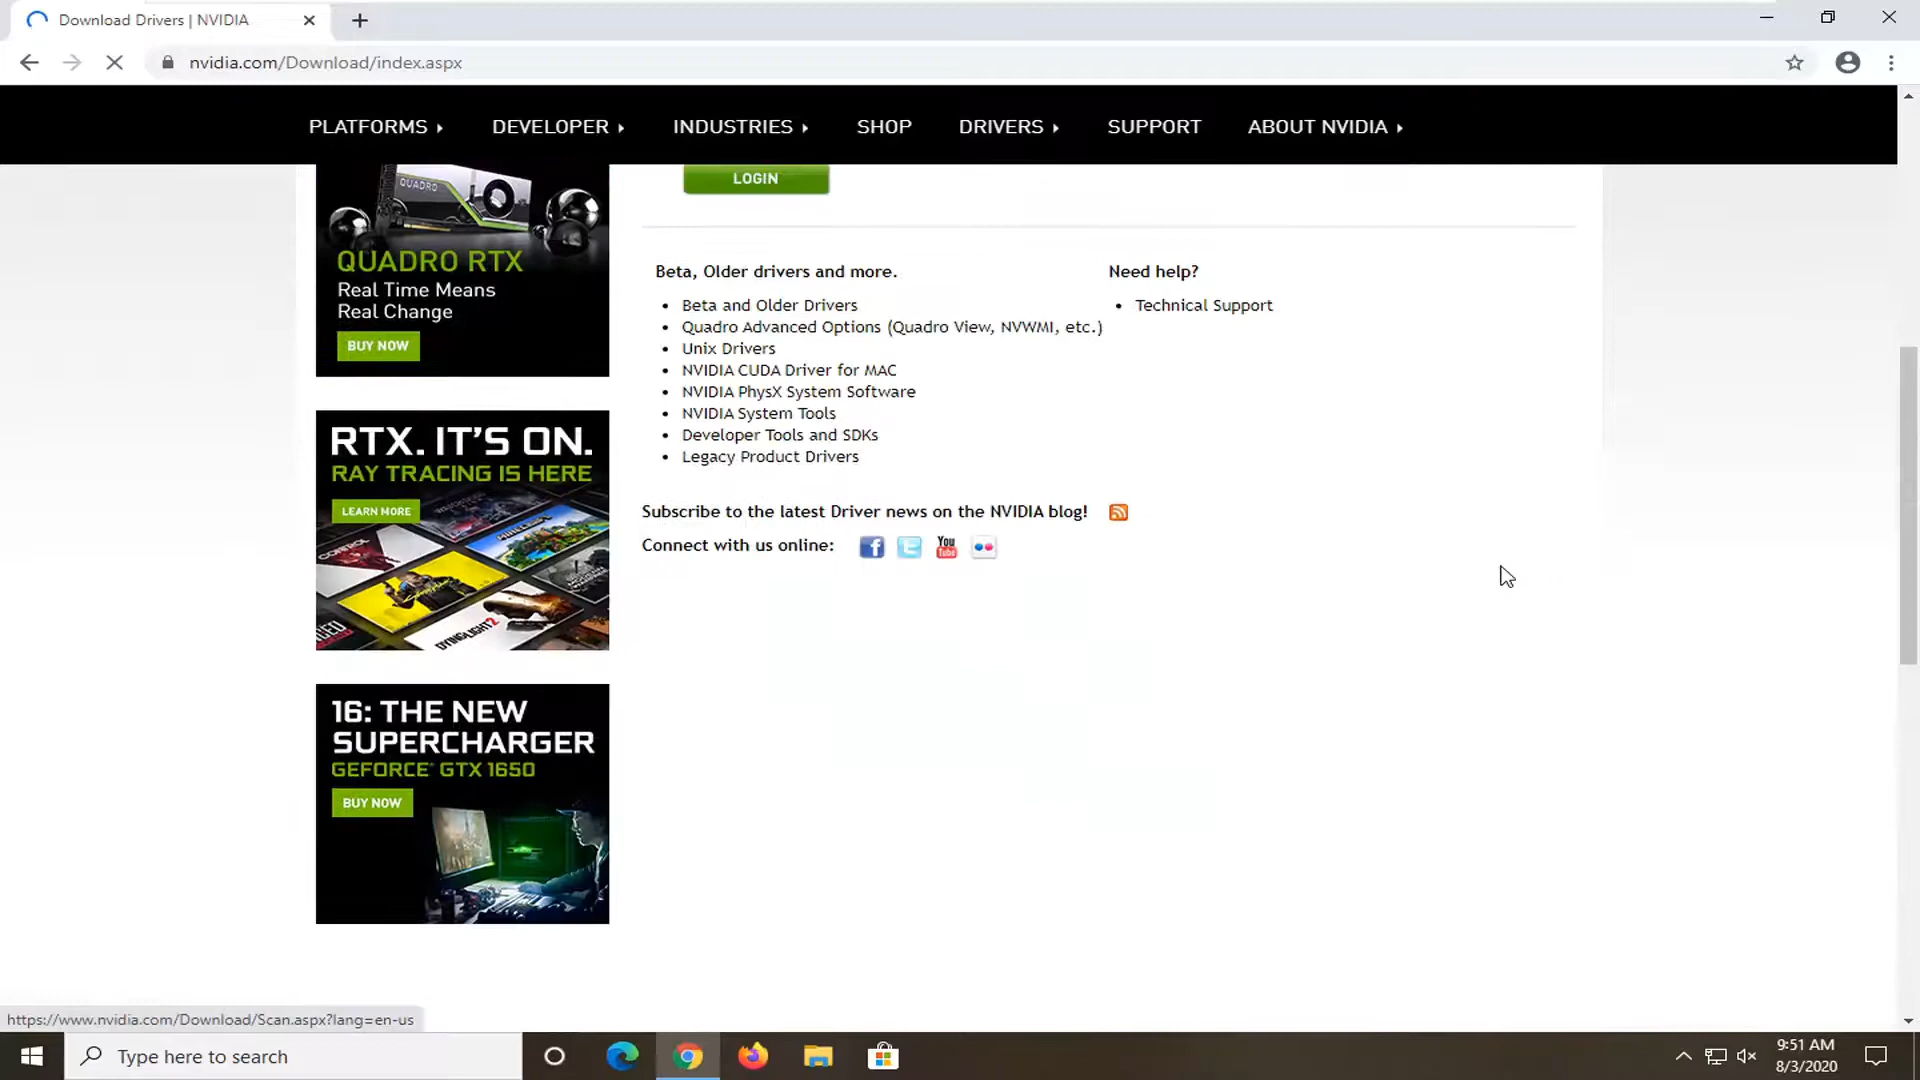 Download Drivers | NVIDIA
nvidia.com/Download/index.aspx
PLATFORMS
DEVELOPER
INDUSTRIES
SHOP
DRIVERS
SUPPORT
ABOUT NVIDIA
QUADRO
QUADRO RTX
Real Time Means
Real Change
BUY NOW
RTX. IT'S ON.
RAY TRACING IS HERE
LEARN MORE
CONTROL
MINECRAFT
Cyberpunk
DYINGLIGHT2
16: THE NEW
SUPERCHARGER
GEFORCE® GTX 1650
BUY NOW
LOGIN
Beta, Older drivers and more.
Beta and Older Drivers
Quadro Advanced Options (Quadro View, NVWMI, etc.)
Unix Drivers
NVIDIA CUDA Driver for MAC
NVIDIA PhysX System Software
NVIDIA System Tools
Developer Tools and SDKs
Legacy Product Drivers
Need help?
Technical Support
Subscribe to the latest Driver news on the NVIDIA blog!
Connect with us online:
You
Tube
https://www.nvidia.com/Download/Scan.aspx?lang=en-us
Type here to search
9:51 AM
8/3/2020